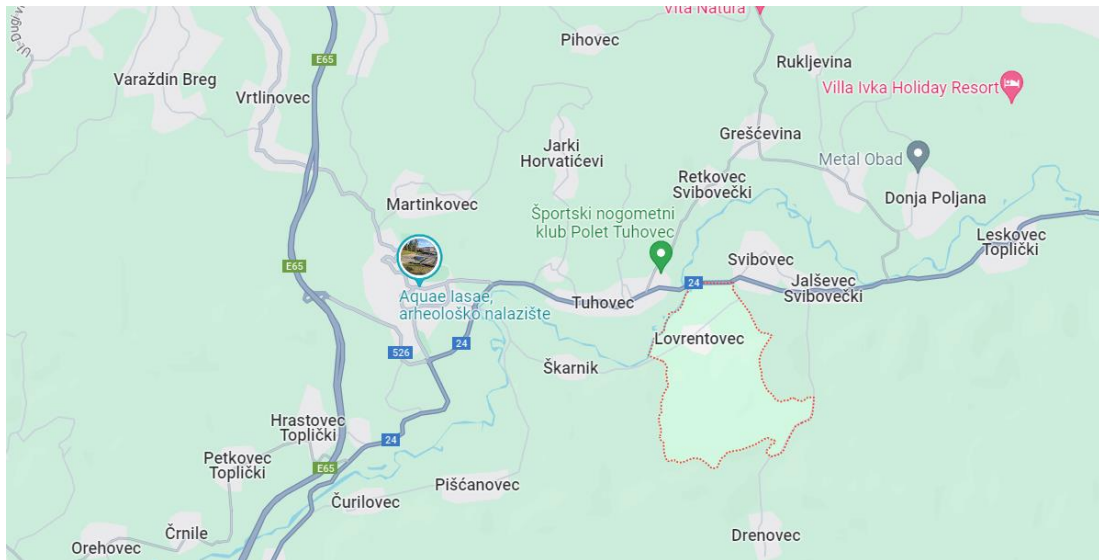 Vita Natura
Pihovec
Rukljevina
E65
Varaždin Breg
Vrtlinovec
Villa Ivka Holiday Resort
Grešćevina
Jarki
Horvatićevi
Metal Obad
Retkovec
Svibovečki
Donja Poljana
Martinkovec
Športski nogometni
klub Polet Tuhovec
Leskovec
Toplički
Svibovec
E65
24
Jalševec
Svibovečki
Aquae Iasae,
arheološko nalazište
Tuhovec
24
526
Lovrentovec
Škarnik
Hrastovec
Toplički
24
Petkovec
Toplički
E65
Pišćanovec
Čurilovec
Črnile
Drenovec
Orehovec